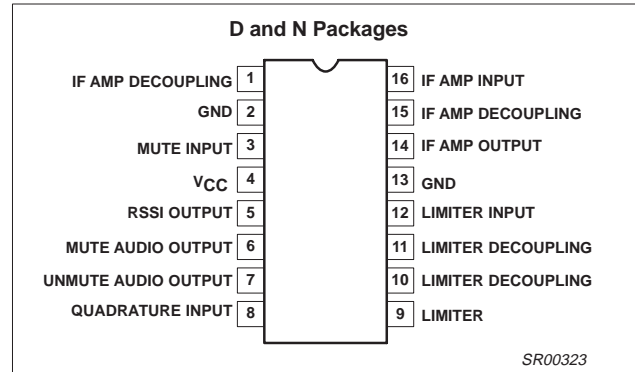 D and N Packages
IF AMP DECOUPLING 1
GND 2
MUTE INPUT 3
VCC 4
RSSI OUTPUT 5
MUTE AUDIO OUTPUT 6
UNMUTE AUDIO OUTPUT 7
QUADRATURE INPUT 8
16 IF AMP INPUT
15 IF AMP DECOUPLING
14 IF AMP OUTPUT
13 GND
12 LIMITER INPUT
11 LIMITER DECOUPLING
10 LIMITER DECOUPLING
9 LIMITER
SR00323